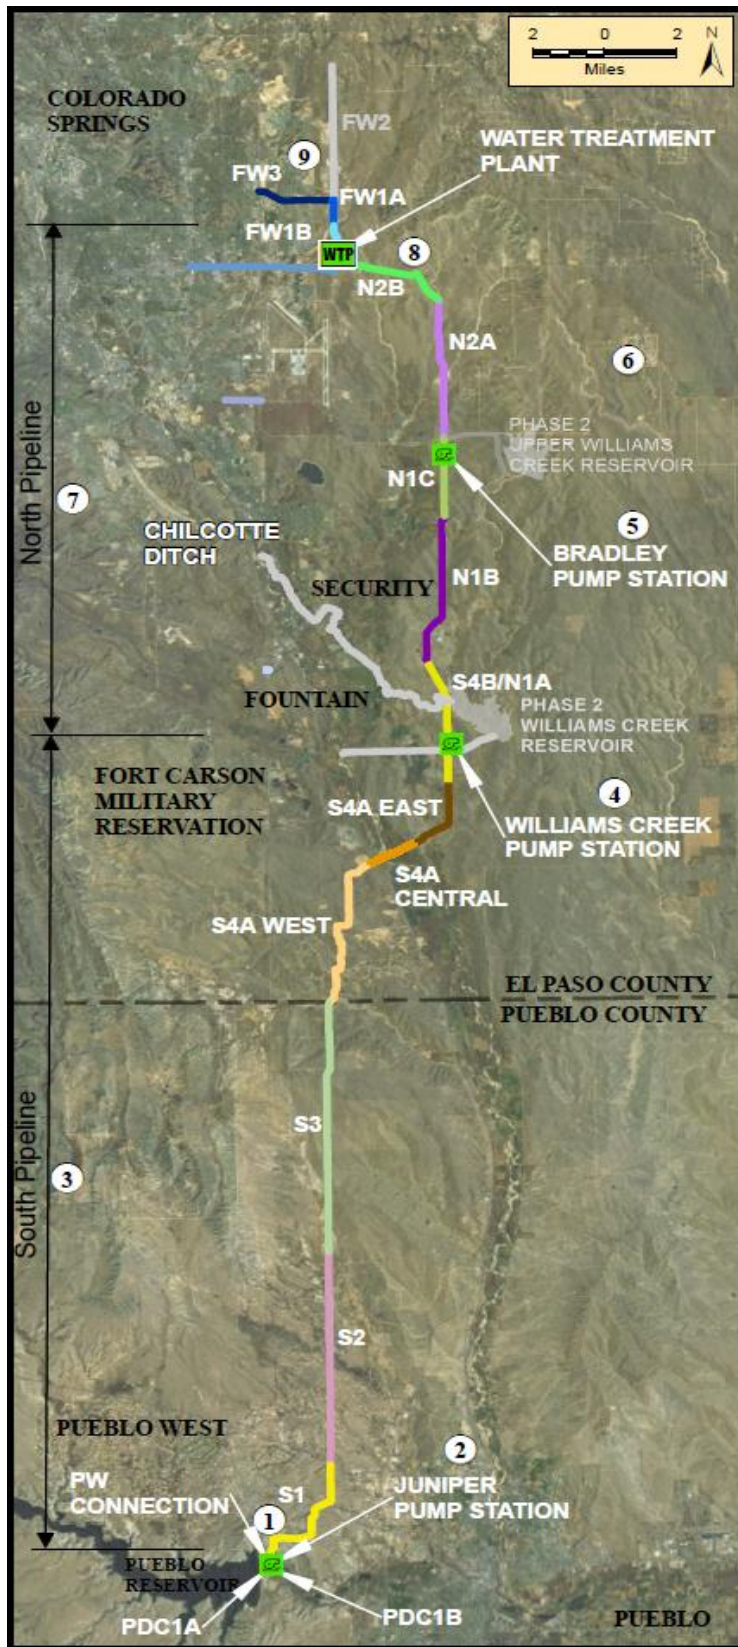 2 0 2 N
Miles
COLORADO
SPRINGS
FW2
WATER TREATMENT
PLANT
9
FW3
FW1A
FW1B
WTP
8
N2B
N2A
6
PHASE 2
UPPER WILLIAMS
CREEK RESERVOIR
North Pipeline
7
N1C
5
BRADLEY
PUMP STATION
CHILCOTTE
DITCH
SECURITY
N1B
FOUNTAIN
S4B/N1A
PHASE 2
WILLIAMS CREEK
RESERVOIR
FORT CARSON
MILITARY
RESERVATION
4
WILLIAMS CREEK
PUMP STATION
S4A EAST
S4A
CENTRAL
S4A WEST
EL PASO COUNTY
PUEBLO COUNTY
S3
South Pipeline
3
S2
PUEBLO WEST
2
JUNIPER
PUMP STATION
PW
CONNECTION
S1
1
PUEBLO
RESERVOIR
PDC1A
PDC1B
PUEBLO